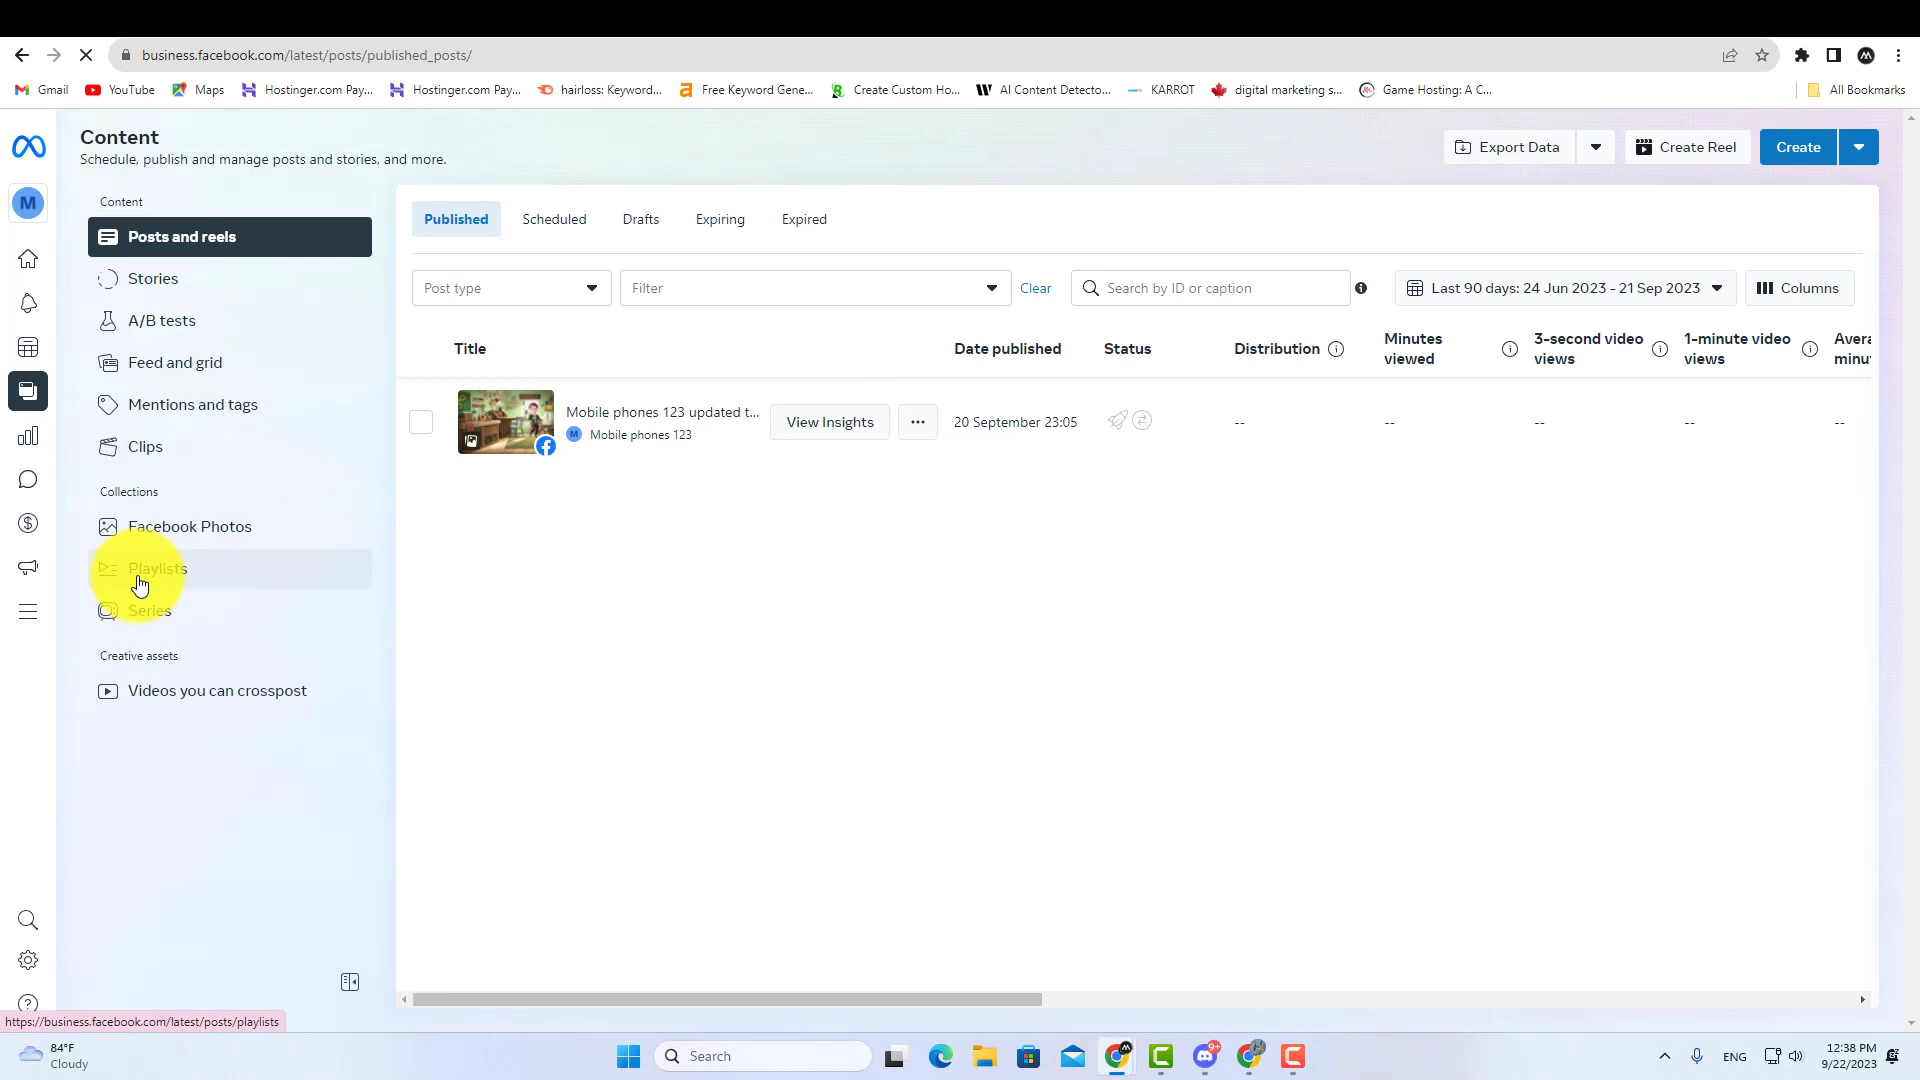 business.facebook.com/latest/posts/published_posts/
Gmail
YouTube
Maps
Hostinger.com Pay...
Hostinger.com Pay...
hairloss: Keyword...
Free Keyword Gene...
Create Custom Ho...
AI Content Detecto...
KARROT
digital marketing s...
Game Hosting: A C...
All Bookmarks
Content
Schedule, publish and manage posts and stories, and more.
Export Data
Create Reel
Create
M
Content
Posts and reels
Stories
A/B tests
Feed and grid
Mentions and tags
Clips
Collections
Facebook Photos
Playlists
Series
Creative assets
Videos you can crosspost
Published
Scheduled
Drafts
Expiring
Expired
Post type
Filter
Clear
Search by ID or caption
Last 90 days: 24 Jun 2023 - 21 Sep 2023
Columns
Title
Date published
Status
Distribution
Minutes
viewed
3-second video
views
1-minute video
views
Avera
minu
Mobile phones 123 updated t...
M Mobile phones 123
View Insights
...
20 September 23:05
--
--
--
--
--
https://business.facebook.com/latest/posts/playlists
84°F
Cloudy
Search
9+
ENG
12:38 PM
9/22/2023